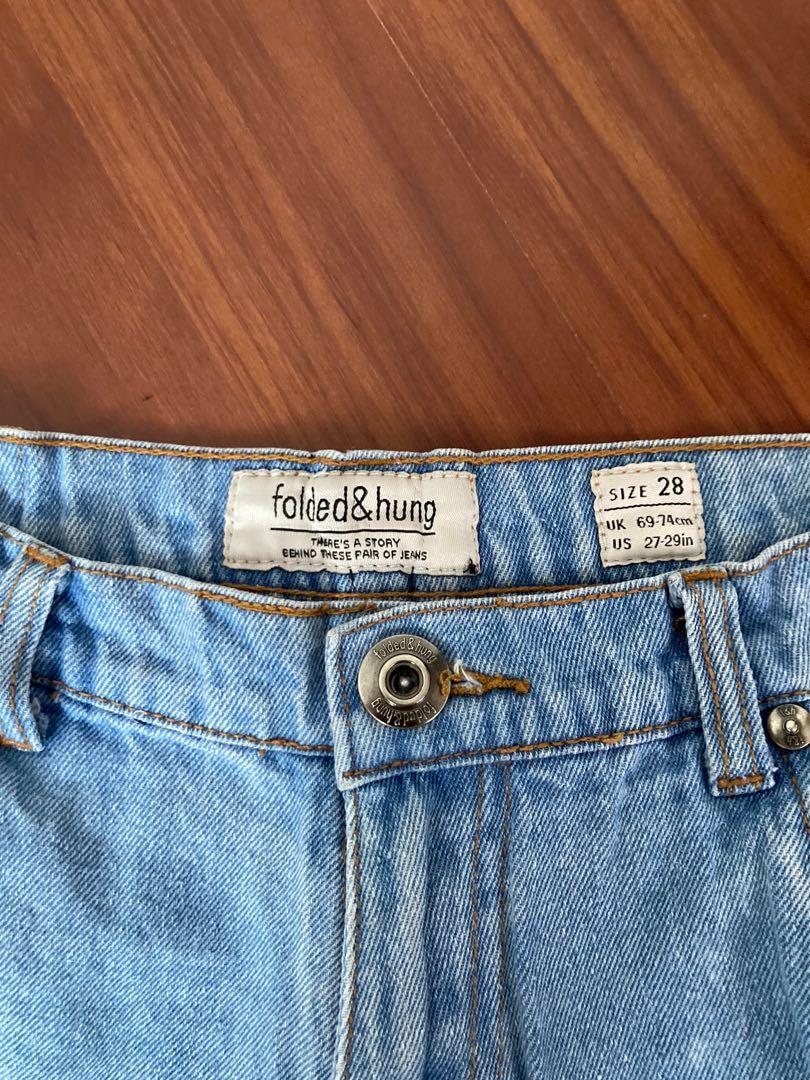 folded&hung
THERE'S A STORY
BEHIND THESE PAIR OF JEANS
SIZE 28
UK 69-74cm
US 27-29in
folded&hung
folded&hung